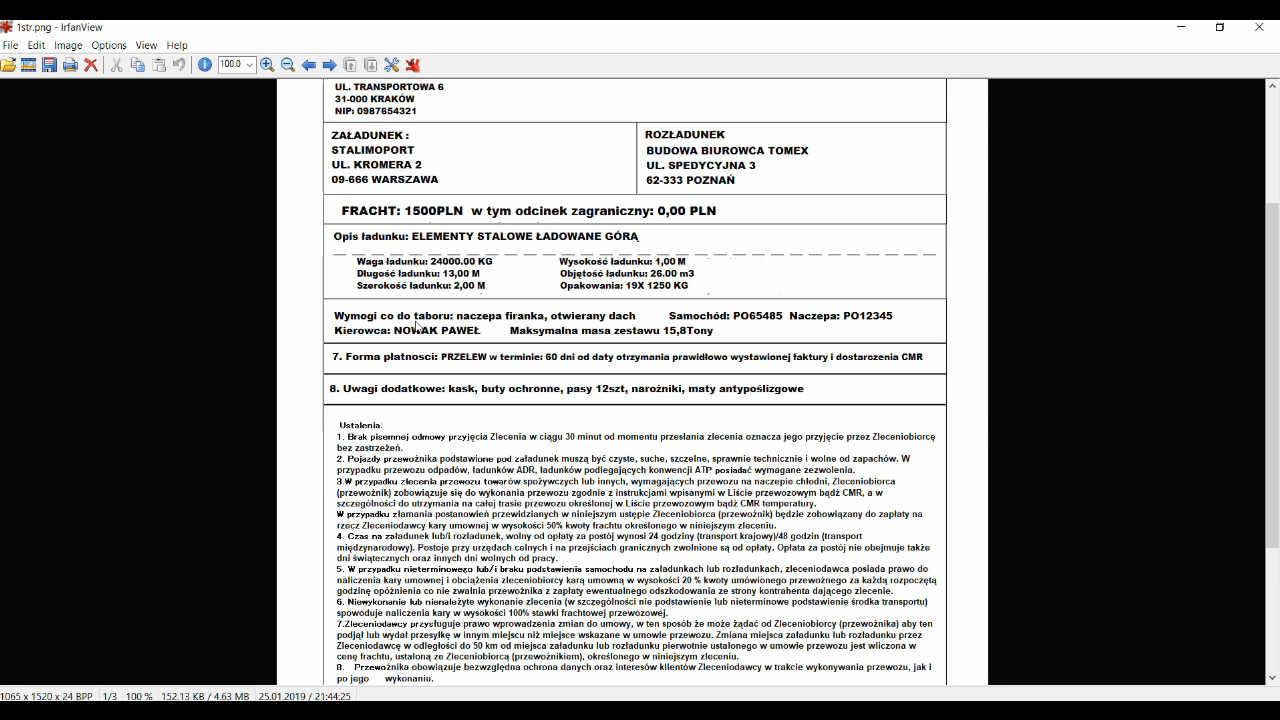 1str.png - IrfanView
File Edit Image Options View Help
100.0
UL. TRANSPORTOWA 6
31-000 KRAKÓW
NIP: 0987654321
ZAŁADUNEK :
STALIMOPORT
UL. KROMERA 2
09-666 WARSZAWA
ROZŁADUNEK
BUDOWA BIUROWCA TOMEX
UL. SPEDYCYJNA 3
62-333 POZNAŃ
FRACHT: 1500PLN w tym odcinek zagraniczny: 0,00 PLN
Opis ładunku: ELEMENTY STALOWE ŁADOWANE GÓRĄ
Waga ładunku: 24000.00 KG Wysokość ładunku: 1,00 M
Długość ładunku: 13,00 M Objętość ładunku: 26.00 m3
Szerokość ładunku: 2,00 M Opakowania: 19X 1250 KG
Wymogi co do taboru: naczepa firanka, otwierany dach Samochód: PO65485 Naczepa: PO12345
Kierowca: NOWAK PAWEŁ Maksymalna masa zestawu 15,8Tony
7. Forma płatnosci: PRZELEW w terminie: 60 dni od daty otrzymania prawidłowo wystawionej faktury i dostarczenia CMR
8. Uwagi dodatkowe: kask, buty ochronne, pasy 12szt, narożniki, maty antypoślizgowe
Ustalenia:
1. Brak pisemnej odmowy przyjęcia Zlecenia w ciągu 30 minut od momentu przesłania zlecenia oznacza jego przyjęcie przez Zleceniobiorcę
bez zastrzeżeń.
2. Pojazdy przewoźnika podstawione pod załadunek muszą być czyste, suche, szczelne, sprawnie technicznie i wolne od zapachów. W
przypadku przewozu odpadów, ładunków ADR, ładunków podlegających konwencji ATP posiadać wymagane zezwolenia.
3.W przypadku zlecenia przewozu towarów spożywczych lub innych, wymagających przewozu na naczepie chłodni, Zleceniobiorca
(przewoźnik) zobowiązuje się do wykonania przewozu zgodnie z instrukcjami wpisanymi w Liście przewozowym bądź CMR, a w
szczególności do utrzymania na całej trasie przewozu określonej w Liście przewozowym bądź CMR temperatury.
W przypadku złamania postanowień przewidzianych w niniejszym ustępie Zleceniobiorca (przewoźnik) będzie zobowiązany do zapłaty na
rzecz Zleceniodawcy kary umownej w wysokości 50% kwoty frachtu określonego w niniejszym zleceniu.
4. Czas na załadunek lub/i rozładunek, wolny od opłaty za postój wynosi 24 godziny (transport krajowy)/48 godzin (transport
międzynarodowy). Postoje przy urzędach celnych i na przejściach granicznych zwolnione są od opłaty. Opłata za postój nie obejmuje także
dni świątecznych oraz innych dni wolnych od pracy.
5. W przypadku nieterminowego lub/i braku podstawienia samochodu na załadunkach lub rozładunkach, zleceniodawca posiada prawo do
naliczenia kary umownej i obciążenia zleceniobiorcy karą umowną w wysokości 20 % kwoty umówionego przewoźnego za każdą rozpoczętą
godzinę opóźnienia co nie zwalnia przewoźnika z zapłaty ewentualnego odszkodowania ze strony kontrahenta dającego zlecenie.
6. Niewykonanie lub nienależyte wykonanie zlecenia (w szczególności nie podstawienie lub nieterminowe podstawienie środka transportu)
spowoduje naliczenia kary w wysokości 100% stawki frachtowej przewozowej.
7.Zleceniodawcy przysługuje prawo wprowadzenia zmian do umowy, w ten sposób że może żądać od Zleceniobiorcy (przewoźnika) aby ten
podjął lub wydał przesyłkę w innym miejscu niż miejsce wskazane w umowie przewozu. Zmiana miejsca załadunku lub rozładunku przez
Zleceniodawcę w odległości do 50 km od miejsca załadunku lub rozładunku pierwotnie ustalonego w umowie przewozu jest wliczona w
cenę frachtu, ustaloną ze Zleceniobiorcą (przewoźnikiem), określonego w niniejszym zleceniu.
8. Przewoźnika obowiązuje bezwzględna ochrona danych oraz interesów klientów Zleceniodawcy w trakcie wykonywania przewozu, jak i
po jego wykonaniu.
1065 x 1520 x 24 BPP 1/3 100 % 152.13 KB / 4.63 MB 25.01.2019 / 21:44:25